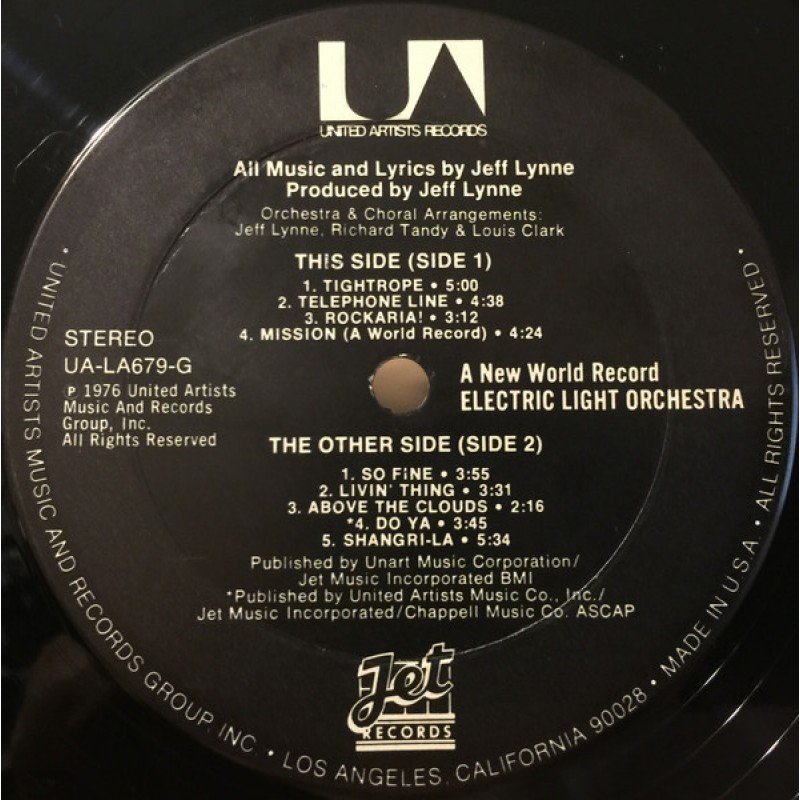 UA
UNITED ARTISTS RECORDS
All Music and Lyrics by Jeff Lynne
Produced by Jeff Lynne
Orchestra & Choral Arrangements:
Jeff Lynne, Richard Tandy & Louis Clark
THIS SIDE (SIDE 1)
1. TIGHTROPE • 5:00
2. TELEPHONE LINE • 4:38
3. ROCKARIA! • 3:12
4. MISSION (A World Record) • 4:24
STEREO
UA-LA679-G
℗ 1976 United Artists
Music And Records
Group, Inc.
All Rights Reserved
A New World Record
ELECTRIC LIGHT ORCHESTRA
THE OTHER SIDE (SIDE 2)
1. SO FINE • 3:55
2. LIVIN' THING • 3:31
3. ABOVE THE CLOUDS • 2:16
*4. DO YA • 3:45
5. SHANGRI-LA • 5:34
Published by Unart Music Corporation/
Jet Music Incorporated BMI
*Published by United Artists Music Co., Inc./
Jet Music Incorporated/Chappell Music Co. ASCAP
Jet
RECORDS
• UNITED ARTISTS MUSIC AND RECORDS GROUP, INC. • LOS ANGELES, CALIFORNIA 90028 • MADE IN U.S.A. • ALL RIGHTS RESERVED •